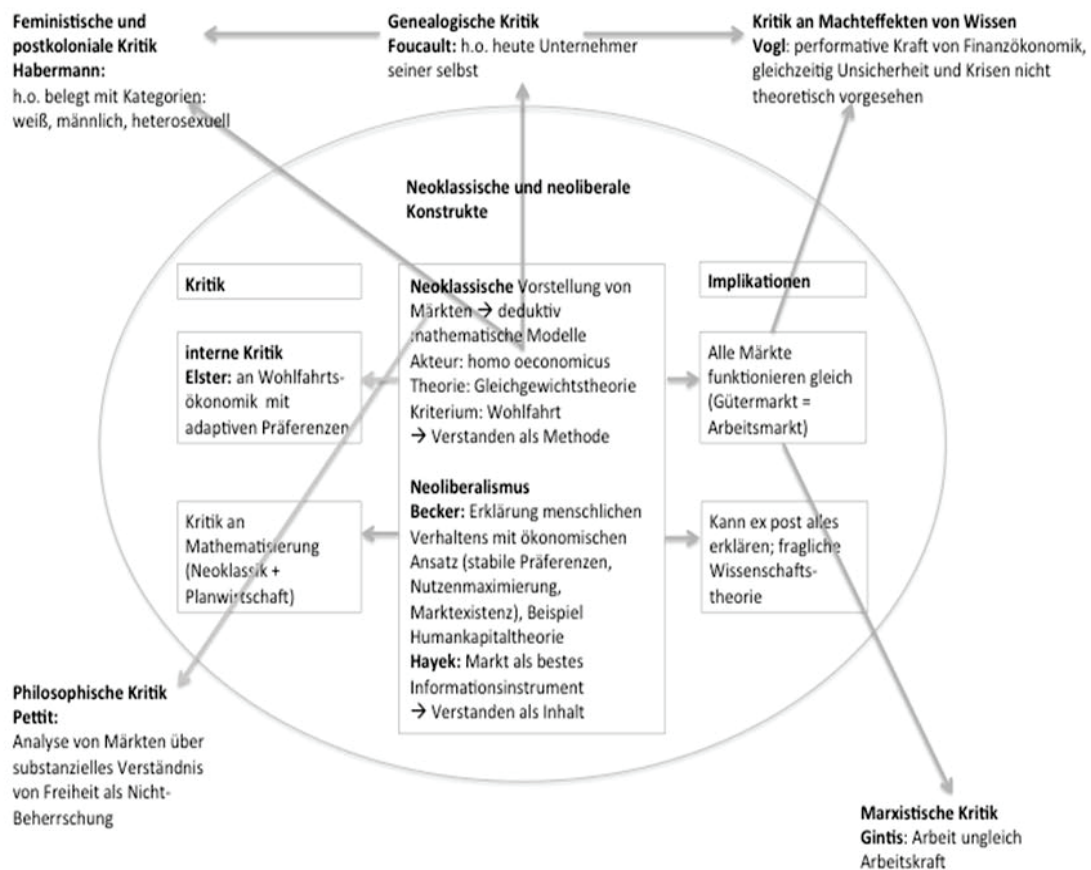 Feministische und
postkoloniale Kritik
Habermann:
h.o. belegt mit Kategorien:
weiß, männlich, heterosexuell
Genealogische Kritik
Foucault: h.o. heute Unternehmer
seiner selbst
Kritik an Machteffekten von Wissen
Vogl: performative Kraft von Finanzökonomik,
gleichzeitig Unsicherheit und Krisen nicht
theoretisch vorgesehen
Neoklassische und neoliberale
Konstrukte
Kritik
interne Kritik
Elster: an Wohlfahrts-
ökonomik mit
adaptiven Präferenzen
Kritik an
Mathematisierung
(Neoklassik +
Planwirtschaft)
Neoklassische Vorstellung von
Märkten → deduktiv
mathematische Modelle
Akteur: homo oeconomicus
Theorie: Gleichgewichtstheorie
Kriterium: Wohlfahrt
→ Verstanden als Methode
Neoliberalismus
Becker: Erklärung menschlichen
Verhaltens mit ökonomischen
Ansatz (stabile Präferenzen,
Nutzenmaximierung,
Marktexistenz), Beispiel
Humankapitaltheorie
Hayek: Markt als bestes
Informationsinstrument
→ Verstanden als Inhalt
Implikationen
Alle Märkte
funktionieren gleich
(Gütermarkt =
Arbeitsmarkt)
Kann ex post alles
erklären; fragliche
Wissenschafts-
theorie
Philosophische Kritik
Pettit:
Analyse von Märkten über
substanzielles Verständnis
von Freiheit als Nicht-
Beherrschung
Marxistische Kritik
Gintis: Arbeit ungleich
Arbeitskraft